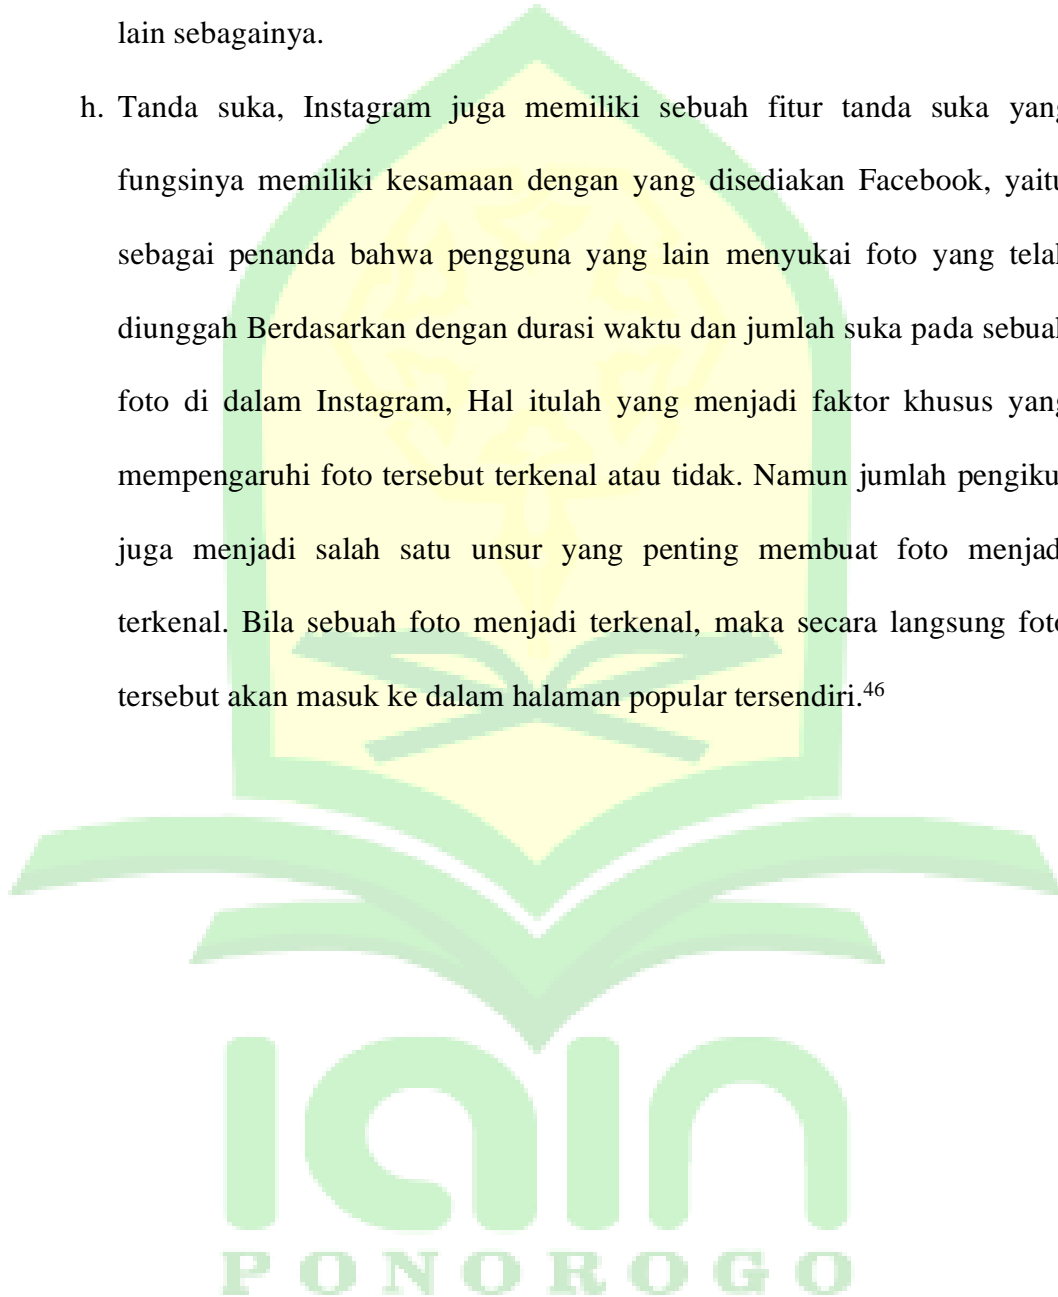 lain sebagainya.
h. Tanda suka, Instagram juga memiliki sebuah fitur tanda suka yang
fungsinya memiliki kesamaan dengan yang disediakan Facebook, yaitu
sebagai penanda bahwa pengguna yang lain menyukai foto yang telah
diunggah Berdasarkan dengan durasi waktu dan jumlah suka pada sebuah
foto di dalam Instagram, Hal itulah yang menjadi faktor khusus yang
mempengaruhi foto tersebut terkenal atau tidak. Namun jumlah pengikut
juga menjadi salah satu unsur yang penting membuat foto menjadi
terkenal. Bila sebuah foto menjadi terkenal, maka secara langsung foto
tersebut akan masuk ke dalam halaman popular tersendiri.46
iain
PONOROGO